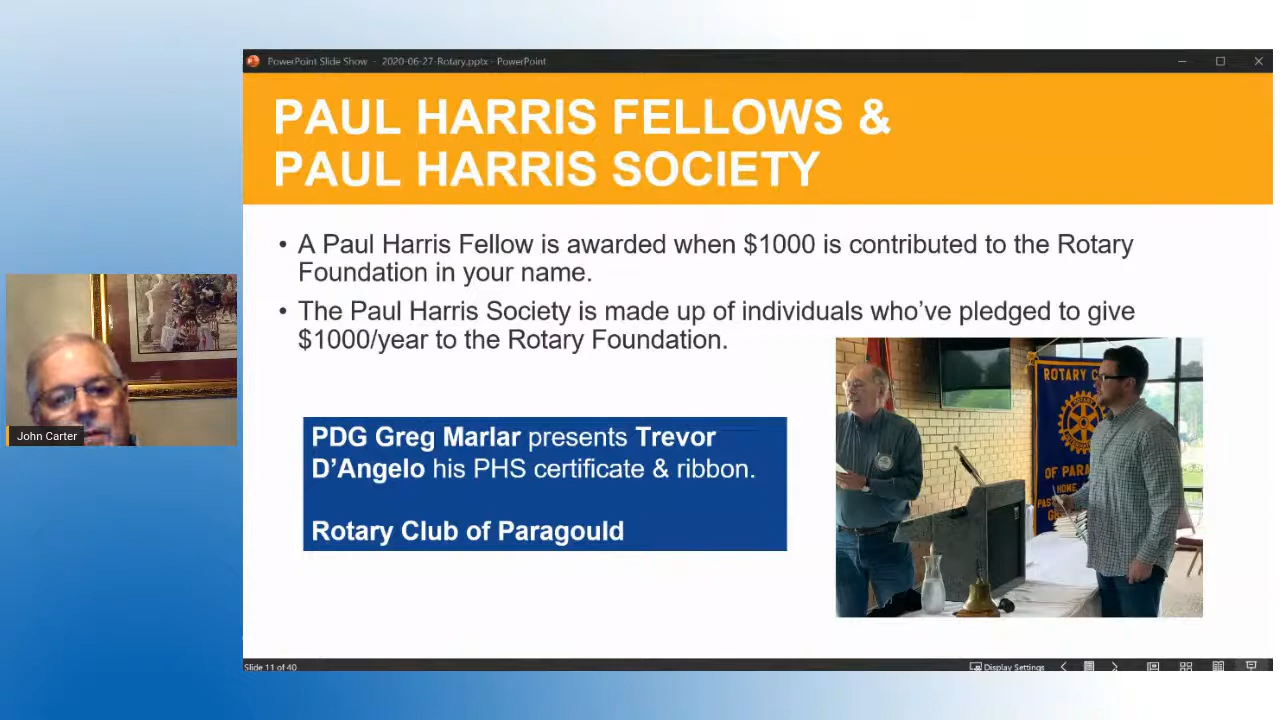 PowerPoint Slide Show - 2020-06-27-Rotary.pptx - PowerPoint
PAUL HARRIS FELLOWS &
PAUL HARRIS SOCIETY
• A Paul Harris Fellow is awarded when $1000 is contributed to the Rotary
Foundation in your name.
• The Paul Harris Society is made up of individuals who’ve pledged to give
$1000/year to the Rotary Foundation.
PDG Greg Marlar presents Trevor
D’Angelo his PHS certificate & ribbon.
Rotary Club of Paragould
ROTARY C
OF PARA
HOME
John Carter
Slide 11 of 40
Display Settings